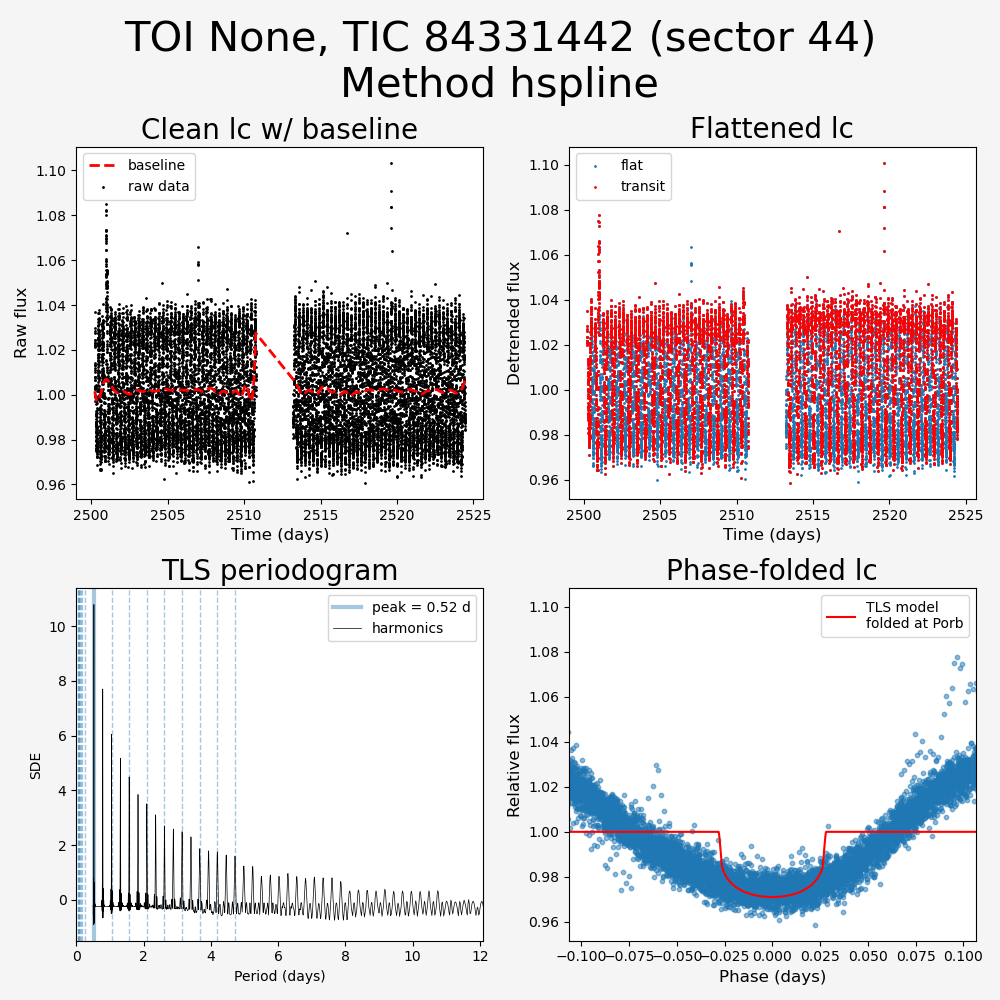 TOI None, TIC 84331442 (sector 44)
Method hspline
Clean lc w/ baseline
Flattened lc
baseline
raw data
flat
transit
Raw flux
1.10
1.08
1.06
1.04
1.02
1.00
0.98
0.96
2500
2505
2510
2515
2520
2525
Time (days)
Detrended flux
1.10
1.08
1.06
1.04
1.02
1.00
0.98
0.96
2500
2505
2510
2515
2520
2525
Time (days)
TLS periodogram
Phase-folded lc
peak = 0.52 d
harmonics
SDE
10
8
6
4
2
0
0
2
4
6
8
10
12
Period (days)
TLS model
folded at Porb
Relative flux
1.10
1.08
1.06
1.04
1.02
1.00
0.98
0.96
−0.100
−0.075
−0.050
−0.025
0.000
0.025
0.050
0.075
0.100
Phase (days)